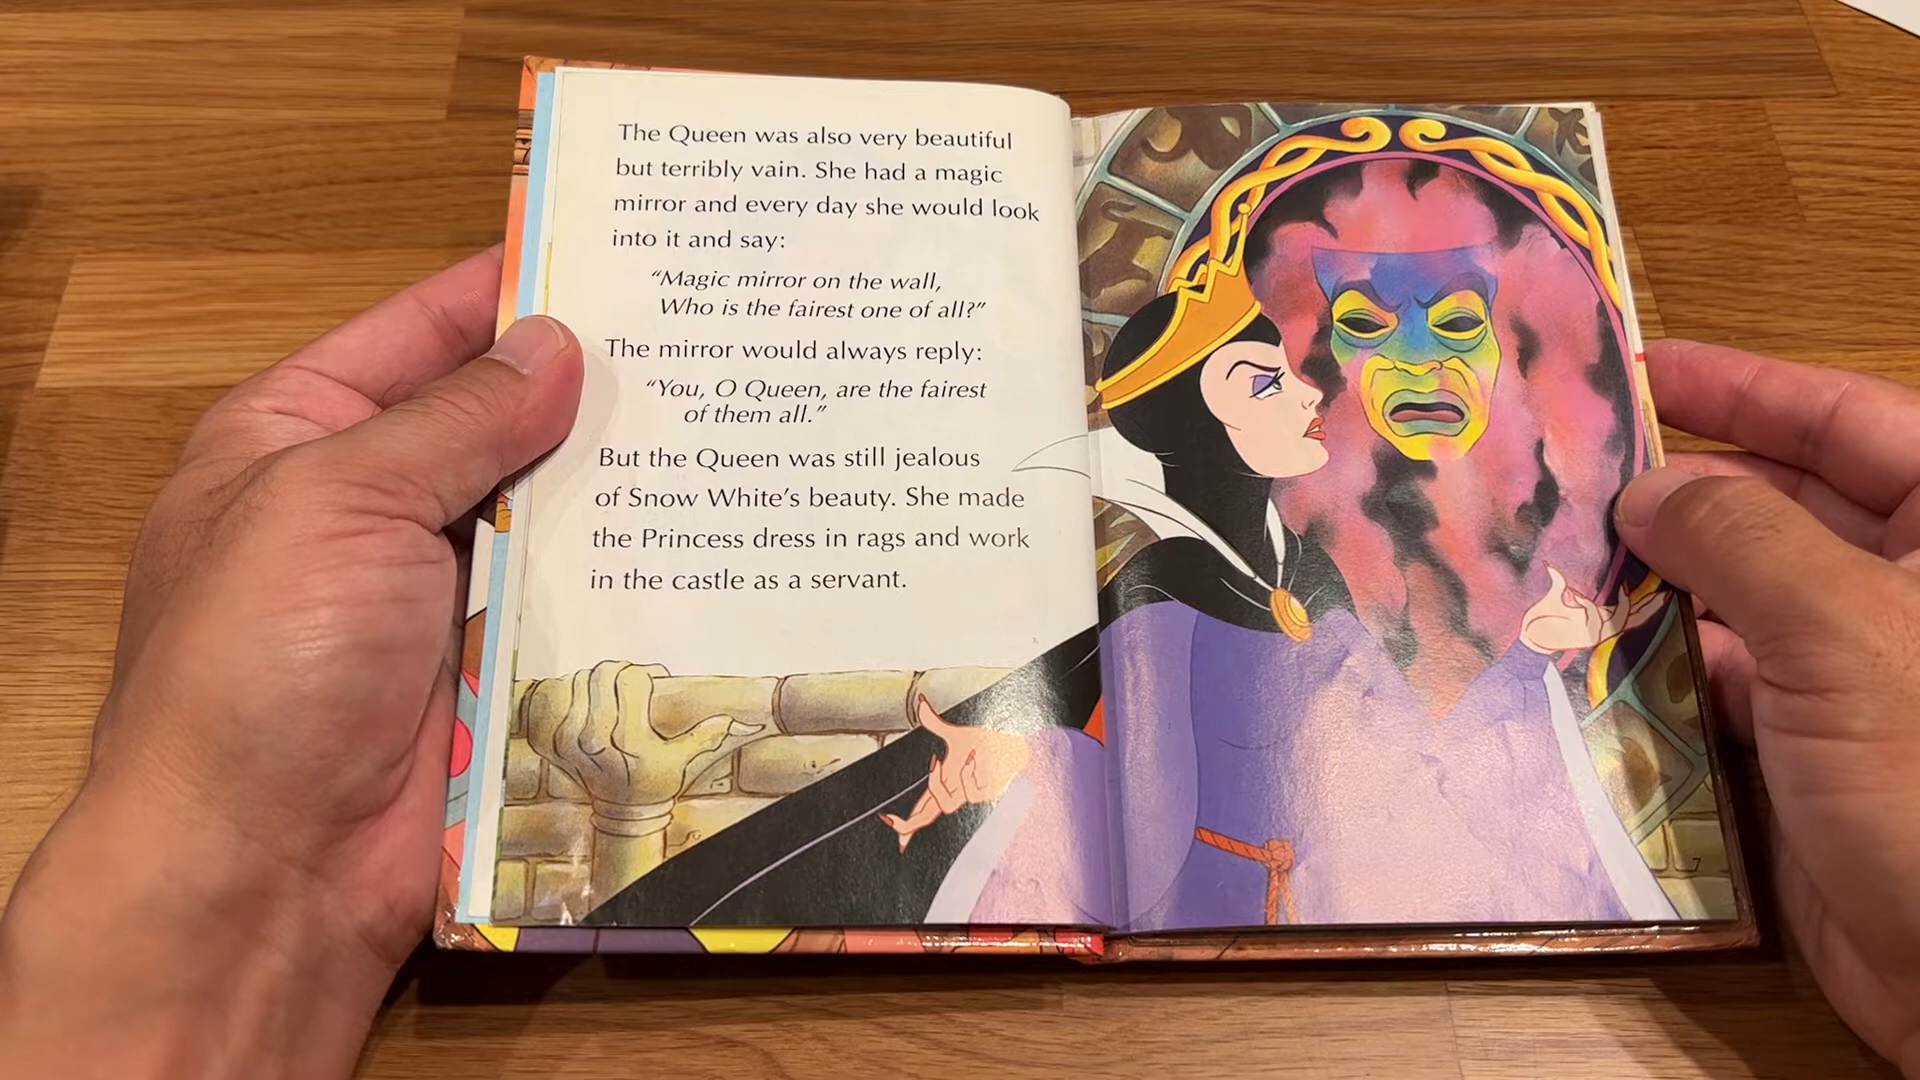 The Queen was also very beautiful
but terribly vain. She had a magic
mirror and every day she would look
into it and say:
“Magic mirror on the wall,
Who is the fairest one of all?”
The mirror would always reply:
“You, O Queen, are the fairest
of them all.”
But the Queen was still jealous
of Snow White’s beauty. She made
the Princess dress in rags and work
in the castle as a servant.
7